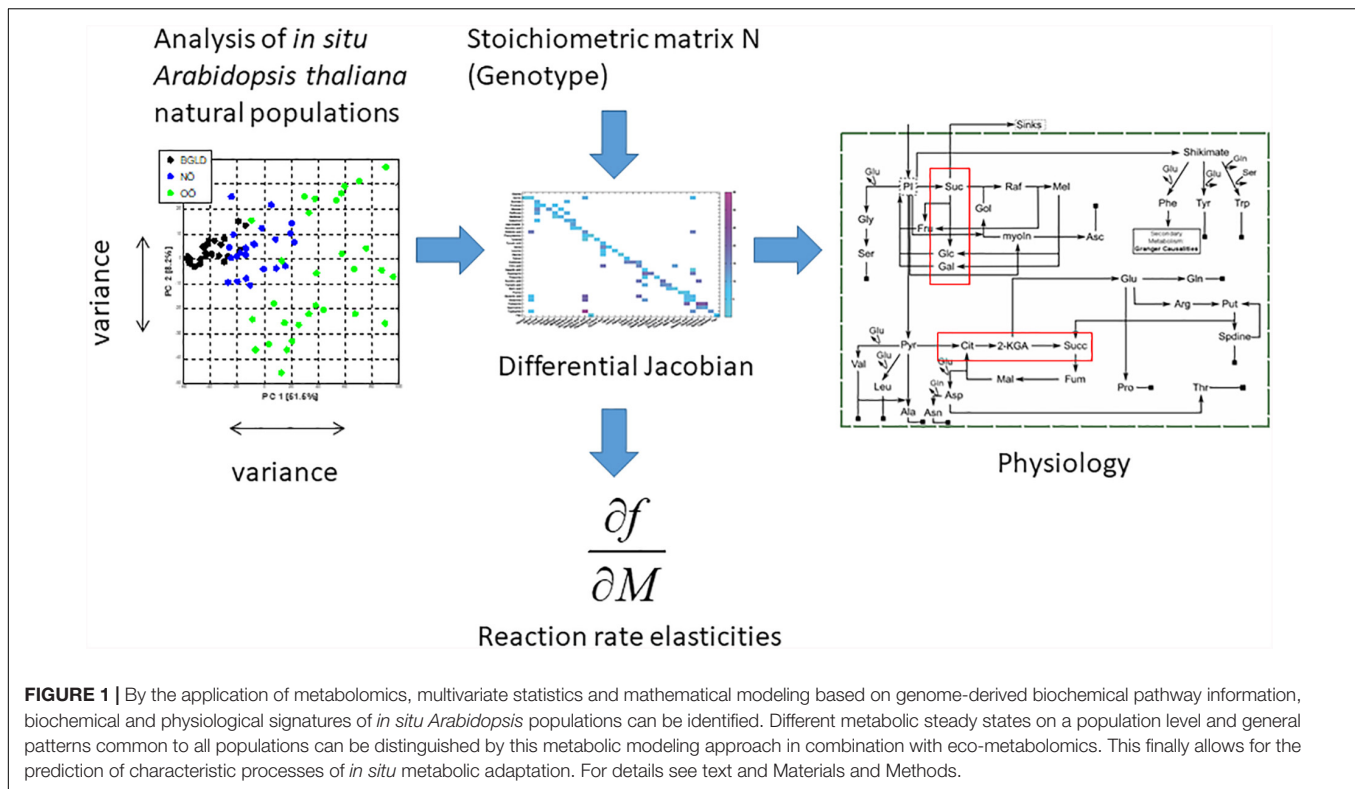 Analysis of in situ
Arabidopsis thaliana
natural populations
Stoichiometric matrix N
(Genotype)
BGLD
NÖ
OÖ
variance
PC 1 [51.5%]
variance
Differential Jacobian
∂f
∂M
Reaction rate elasticities
Sinks
Shikimate
Glu
Gln
Glu
Ser
PI
Suc
Raf
Mel
Phe
Tyr
Trp
Gly
Gol
Fru
myoIn
Asc
Secondary
Metabolism:
Granger Causalities
Ser
Glc
Gal
Glu
Gln
Arg
Put
Glu
Pyr
Cit
2-KGA
Succ
Spdine
Val
Glu
Glu
Leu
Mal
Fum
Gln
Asp
Pro
Thr
Ala
Asn
Physiology
FIGURE 1 | By the application of metabolomics, multivariate statistics and mathematical modeling based on genome-derived biochemical pathway information,
biochemical and physiological signatures of in situ Arabidopsis populations can be identified. Different metabolic steady states on a population level and general
patterns common to all populations can be distinguished by this metabolic modeling approach in combination with eco-metabolomics. This finally allows for the
prediction of characteristic processes of in situ metabolic adaptation. For details see text and Materials and Methods.